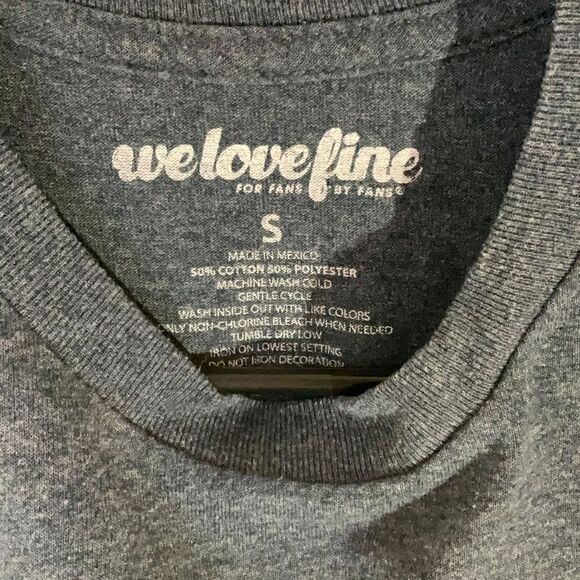 welovefine
FOR FANS BY FANS®
S
MADE IN MEXICO
50% COTTON 50% POLYESTER
MACHINE WASH COLD
GENTLE CYCLE
WASH INSIDE OUT WITH LIKE COLORS
ONLY NON-CHLORINE BLEACH WHEN NEEDED
TUMBLE DRY LOW
IRON ON LOWEST SETTING
DO NOT IRON DECORATION